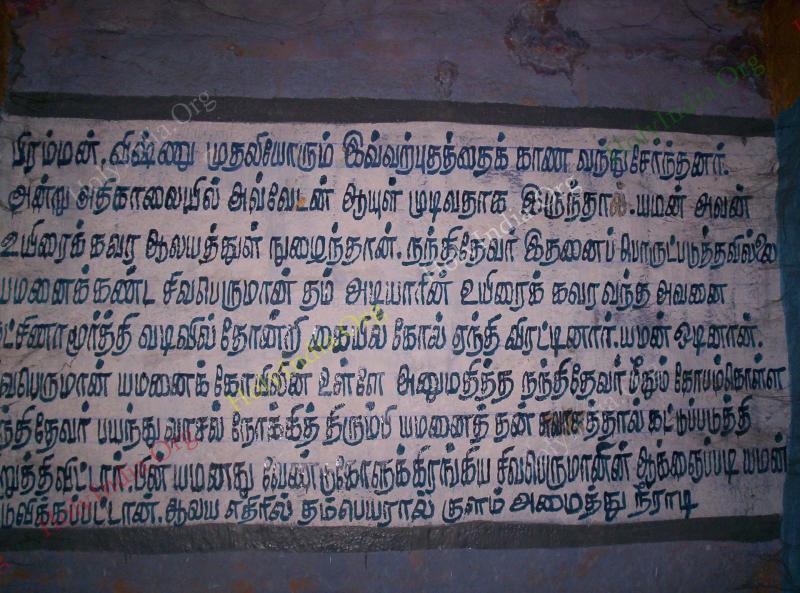 பிரம்மன். விஷ்ணு முதலியோரும் இவ்வற்புதத்தைக் காண வந்து சேர்ந்தனர்.
அன்று அதிகாலையில் அவ்வேடன் ஆயுள் முடிவதாக இருந்தால். யமன் அவன்
உயிரைக் கவர ஆலயத்துள் நுழைந்தான். நந்திதேவர் இதனைப் பொருட்படுத்தவில்லை
யமனைக்கண்ட சிவபெருமான் தம் அடியாரின் உயிரைக் கவர வந்த அவனை
ட்சினாமூர்த்தி வடிவில் தோன்றி கையில் கோல் ஏந்தி விரட்டினார். யமன் ஓடினான்.
வபெருமான் யமனைக் கோயிலின் உள்ளே அனுமதித்த நந்திதேவர் மீதும் கோபம்கொள்ள
ந்திதேவர் பயந்து வாசல் நோக்கித் திரும்பி யமனைத் தன் சுவாசத்தால் கட்டுப்படுத்தி
றுத்திவிட்டார். பின் யமனது வேண்டுகோளுக்கிரங்கிய சிவபெருமானின் ஆக்ஞைப்படி யமன்
விக்கப்பட்டான். ஆலய எதிரில் தம்பெயரால் குளம் அமைத்து நீராடி
HolyIndia.Org